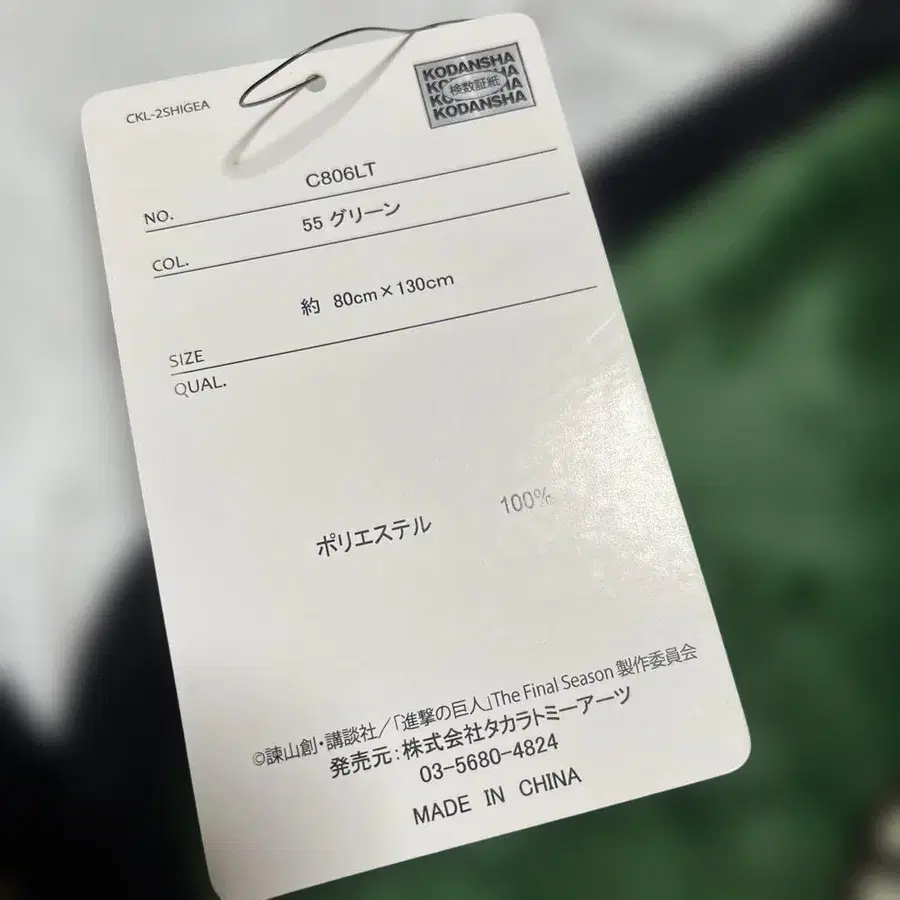 CKL-2SHIGEA
KODANSHA
検数証紙
KODANSHA
NO. C806LT
COL. 55 グリーン
SIZE 約 80cm×130cm
QUAL.
ポリエステル 100%
©諫山創・講談社／「進撃の巨人」The Final Season 製作委員会
発売元：株式会社タカラトミーアーツ
03-5680-4824
MADE IN CHINA